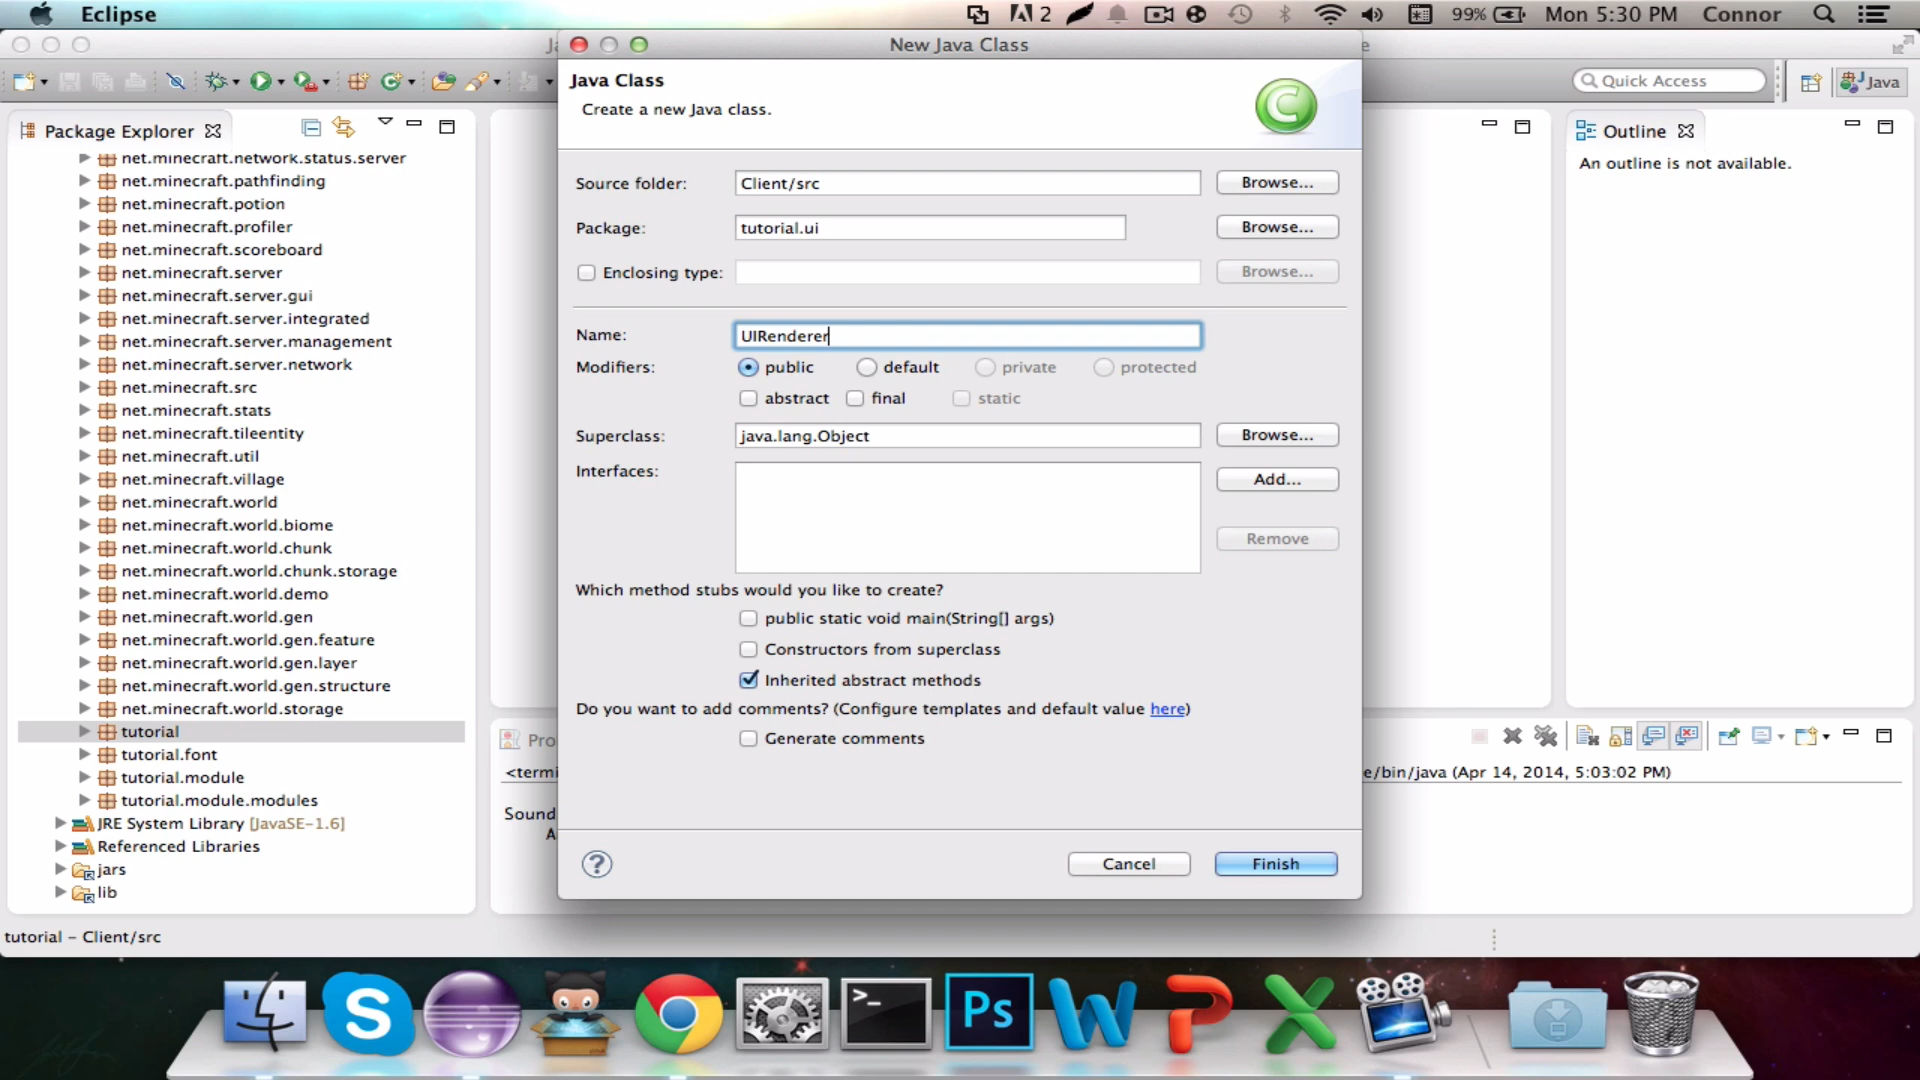 Eclipse
2
99%
Mon 5:30 PM
Connor
New Java Class
Java Class
Create a new Java class.
Quick Access
Java
Package Explorer
Outline
An outline is not available.
net.minecraft.network.status.server
net.minecraft.pathfinding
net.minecraft.potion
net.minecraft.profiler
net.minecraft.scoreboard
net.minecraft.server
net.minecraft.server.gui
net.minecraft.server.integrated
net.minecraft.server.management
net.minecraft.server.network
net.minecraft.src
net.minecraft.stats
net.minecraft.tileentity
net.minecraft.util
net.minecraft.village
net.minecraft.world
net.minecraft.world.biome
net.minecraft.world.chunk
net.minecraft.world.chunk.storage
net.minecraft.world.demo
net.minecraft.world.gen
net.minecraft.world.gen.feature
net.minecraft.world.gen.layer
net.minecraft.world.gen.structure
net.minecraft.world.storage
tutorial
tutorial.font
tutorial.module
tutorial.module.modules
JRE System Library [JavaSE-1.6]
Referenced Libraries
jars
lib
Source folder: Client/src Browse...
Package: tutorial.ui Browse...
Enclosing type: Browse...
Name: UIRenderer
Modifiers: public default private protected
abstract final static
Superclass: java.lang.Object Browse...
Interfaces: Add...
Remove
Which method stubs would you like to create?
public static void main(String[] args)
Constructors from superclass
Inherited abstract methods
Do you want to add comments? (Configure templates and default value here)
Generate comments
Cancel Finish
Pro
<termi
e/bin/java (Apr 14, 2014, 5:03:02 PM)
Sound
A
tutorial – Client/src
Ps